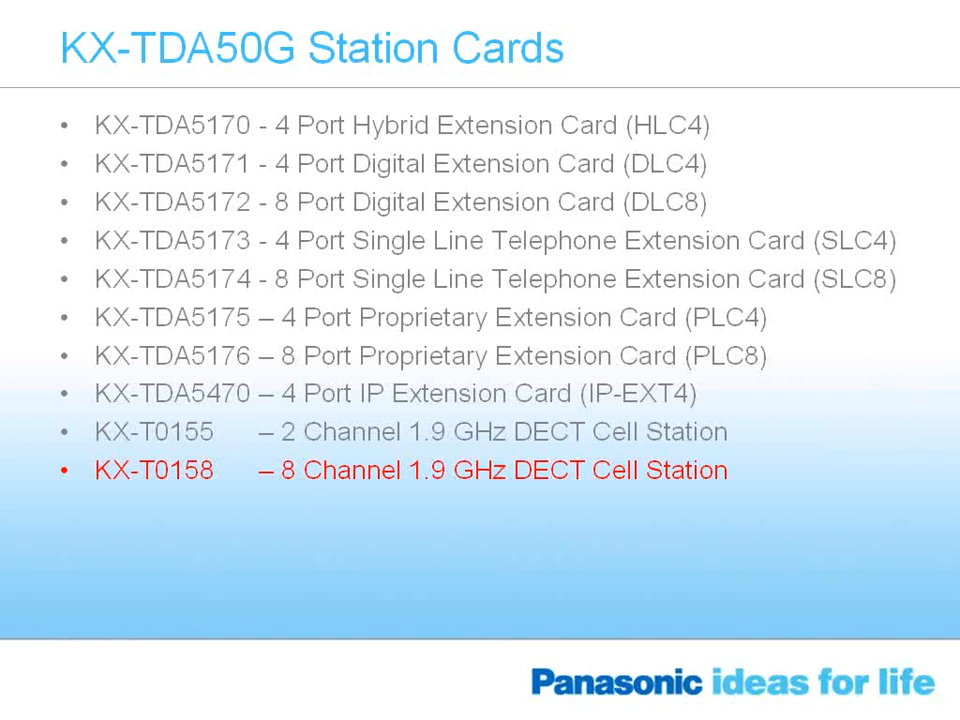 KX-TDA50G Station Cards
• KX-TDA5170 - 4 Port Hybrid Extension Card (HLC4)
• KX-TDA5171 - 4 Port Digital Extension Card (DLC4)
• KX-TDA5172 - 8 Port Digital Extension Card (DLC8)
• KX-TDA5173 - 4 Port Single Line Telephone Extension Card (SLC4)
• KX-TDA5174 - 8 Port Single Line Telephone Extension Card (SLC8)
• KX-TDA5175 – 4 Port Proprietary Extension Card (PLC4)
• KX-TDA5176 – 8 Port Proprietary Extension Card (PLC8)
• KX-TDA5470 – 4 Port IP Extension Card (IP-EXT4)
• KX-T0155 – 2 Channel 1.9 GHz DECT Cell Station
• KX-T0158 – 8 Channel 1.9 GHz DECT Cell Station
Panasonic ideas for life